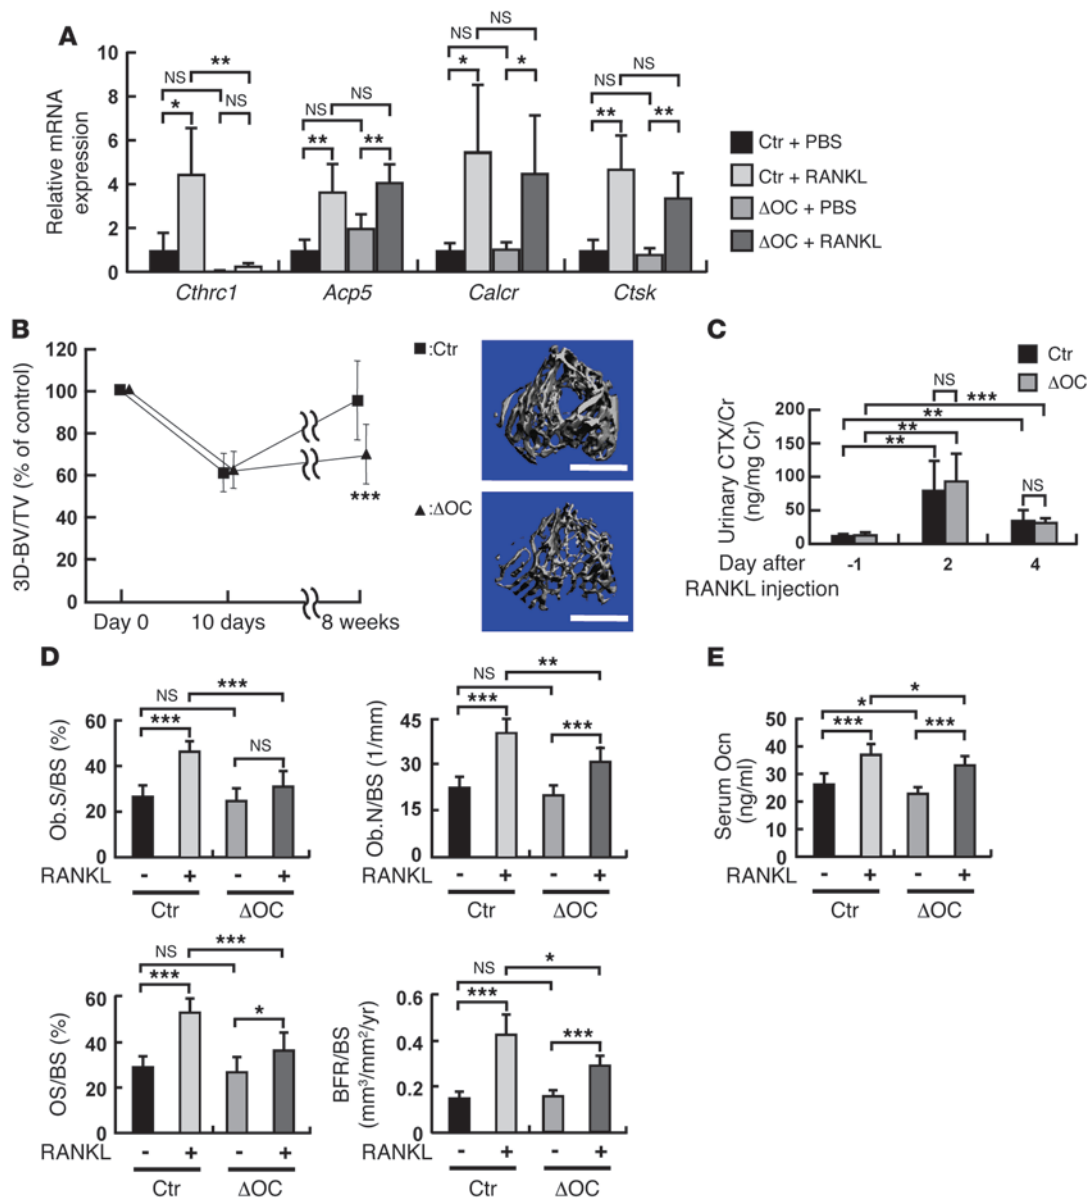 A
Relative mRNA
expression
10
8
6
4
2
0
NS
**
NS
NS
*
NS
NS
**
**
NS
NS
*
*
NS
NS
**
**
Cthrc1
Acp5
Calcr
Ctsk
Ctr + PBS
Ctr + RANKL
ΔOC + PBS
ΔOC + RANKL
B
3D-BV/TV (% of control)
120
100
80
60
40
20
0
***
Day 0
10 days
8 weeks
■:Ctr
▲:ΔOC
C
Ctr
ΔOC
Urinary CTX/Cr
(ng/mg Cr)
200
150
100
50
0
NS
***
**
**
**
NS
Day after
RANKL injection
-1
2
4
D
Ob.S/BS (%)
60
40
20
0
NS
***
***
NS
RANKL
-
+
-
+
Ctr
ΔOC
Ob.N/BS (1/mm)
45
30
15
0
NS
**
***
***
RANKL
-
+
-
+
Ctr
ΔOC
E
Serum Ocn
(ng/ml)
50
40
30
20
10
0
*
*
***
***
RANKL
-
+
-
+
Ctr
ΔOC
OS/BS (%)
60
40
20
0
NS
***
***
*
RANKL
-
+
-
+
Ctr
ΔOC
BFR/BS
(mm³/mm²/yr)
0.6
0.4
0.2
0
NS
*
***
***
RANKL
-
+
-
+
Ctr
ΔOC